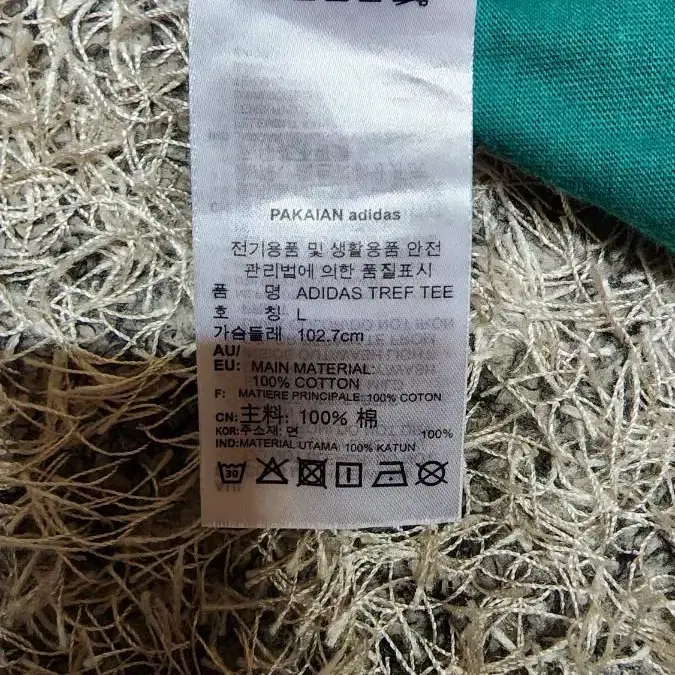 PAKAIAN adidas
전기용품 및 생활용품 안전
관리법에 의한 품질표시
품 명 ADIDAS TREF TEE
호 칭 L
가슴둘레 102.7cm
AU/
EU: MAIN MATERIAL:
100% COTTON
F: MATIERE PRINCIPALE: 100% COTON
CN: 主料: 100% 棉
KOR: 주소재: 면 100%
IND: MATERIAL UTAMA: 100% KATUN
30